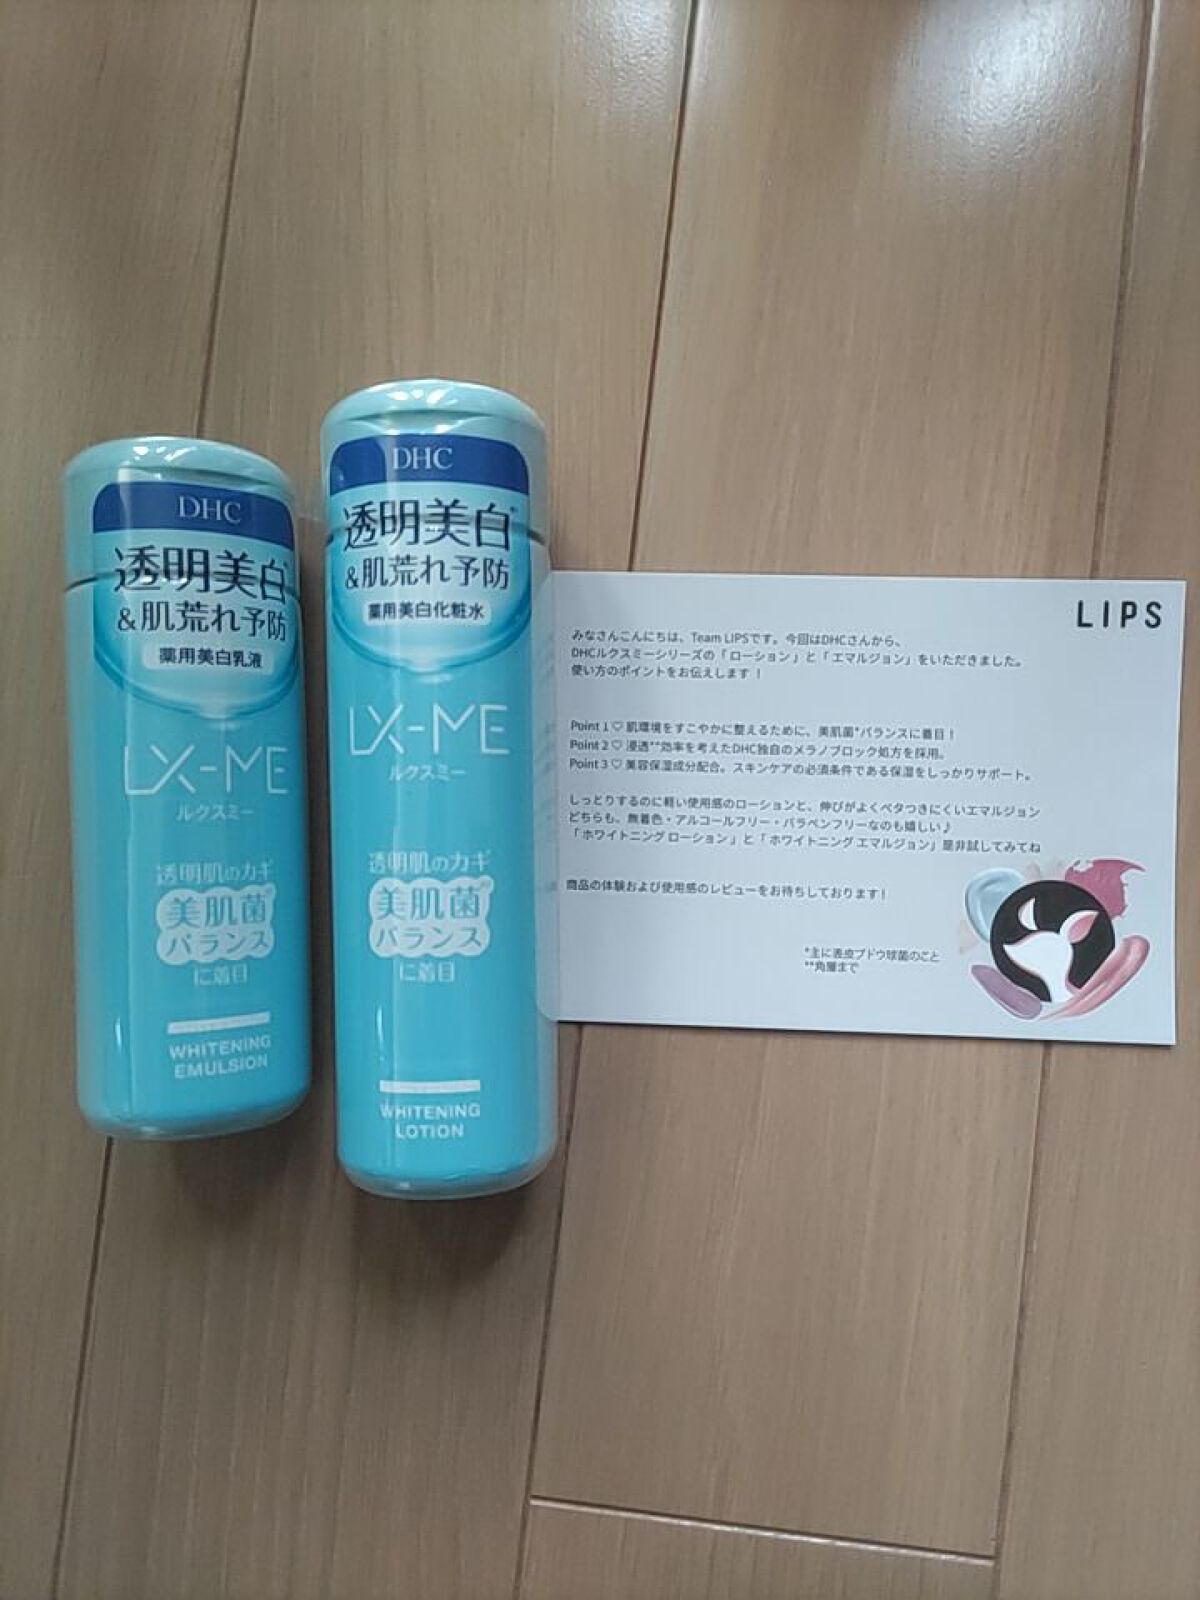 DHC
透明美白*
&肌荒れ予防
薬用美白乳液
LX-ME
ルクスミー
透明肌のカギ
美肌菌*
バランス
に着目
WHITENING
EMULSION
DHC
透明美白*
&肌荒れ予防
薬用美白化粧水
LX-ME
ルクスミー
透明肌のカギ
美肌菌*
バランス
に着目
WHITENING
LOTION
LIPS
みなさんこんにちは、Team LIPSです。今回はDHCさんから、
DHCルクスミーシリーズの「ローション」と「エマルジョン」をいただきました。
使い方のポイントをお伝えします！
Point 1♡肌環境をすこやかに整えるために、美肌菌*バランスに着目！
Point 2♡浸透**効率を考えたDHC独自のメラノブロック処方を採用。
Point 3♡美容保湿成分配合。スキンケアの必須条件である保湿をしっかりサポート。
しっとりするのに軽い使用感のローションと、伸びがよくベタつきにくいエマルジョン
どちらも、無着色・アルコールフリー・パラベンフリーなのも嬉しい♪
「ホワイトニング ローション」と「ホワイトニング エマルジョン」是非試してみてね
商品の体験および使用感のレビューをお待ちしております！
*主に表皮ブドウ球菌のこと
**角層まで